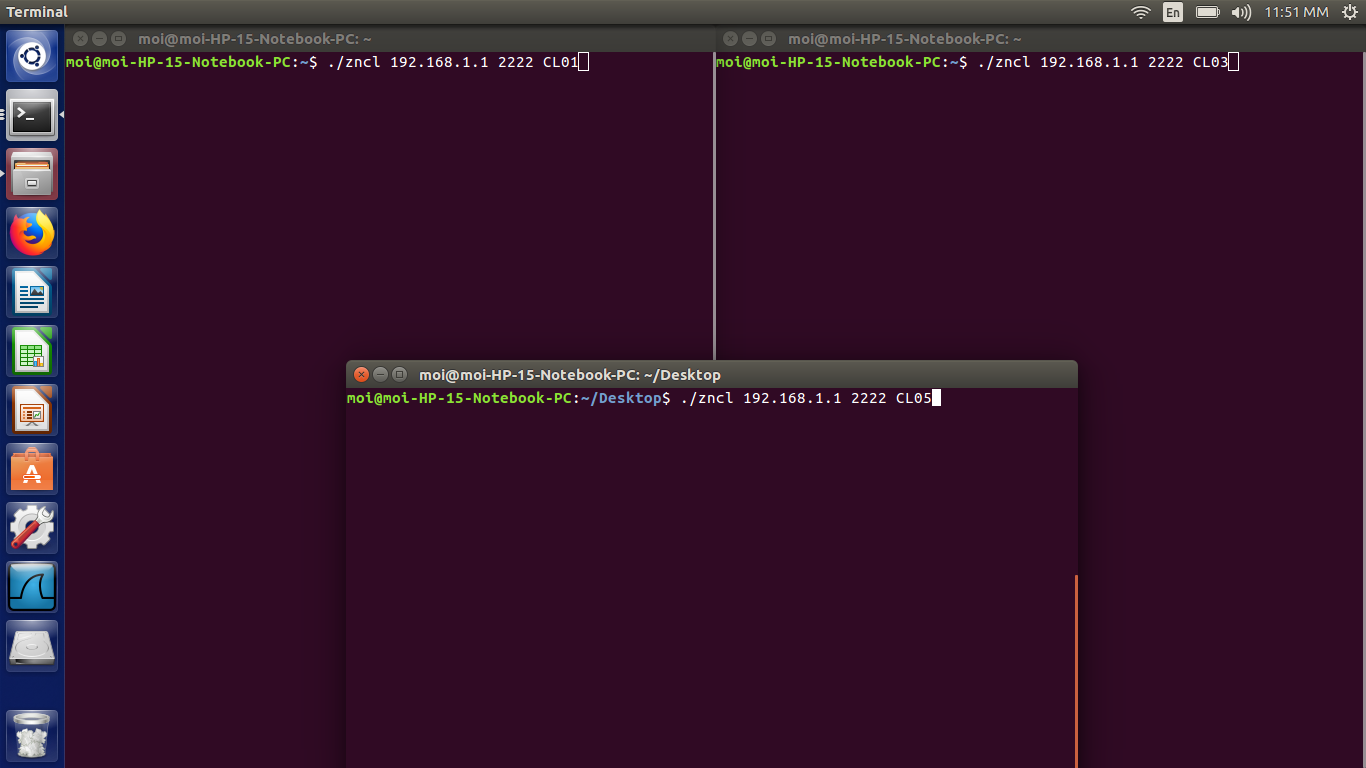 Terminal
En
11:51 MM
moi@moi-HP-15-Notebook-PC: ~
moi@moi-HP-15-Notebook-PC:~$ ./zncl 192.168.1.1 2222 CL01
moi@moi-HP-15-Notebook-PC: ~
moi@moi-HP-15-Notebook-PC:~$ ./zncl 192.168.1.1 2222 CL03
moi@moi-HP-15-Notebook-PC: ~/Desktop
moi@moi-HP-15-Notebook-PC:~/Desktop$ ./zncl 192.168.1.1 2222 CL05